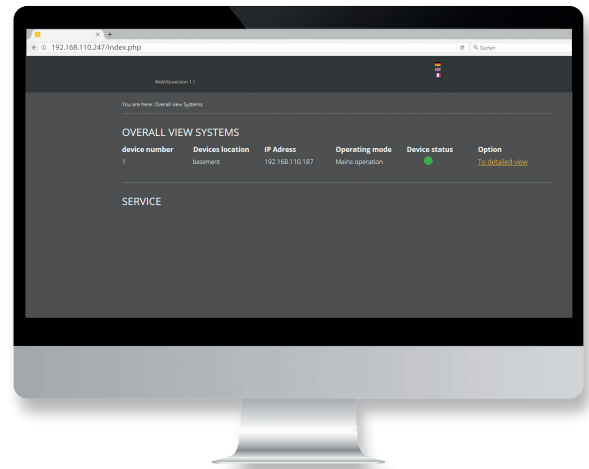 192.168.110.247/index.php
Suchen
WebVisuversion 1.1
You are here: Overall view Systems
OVERALL VIEW SYSTEMS
device number Devices location IP Adress Operating mode Device status Option
1 basement 192.168.110.187 Mains operation To detailed view
SERVICE